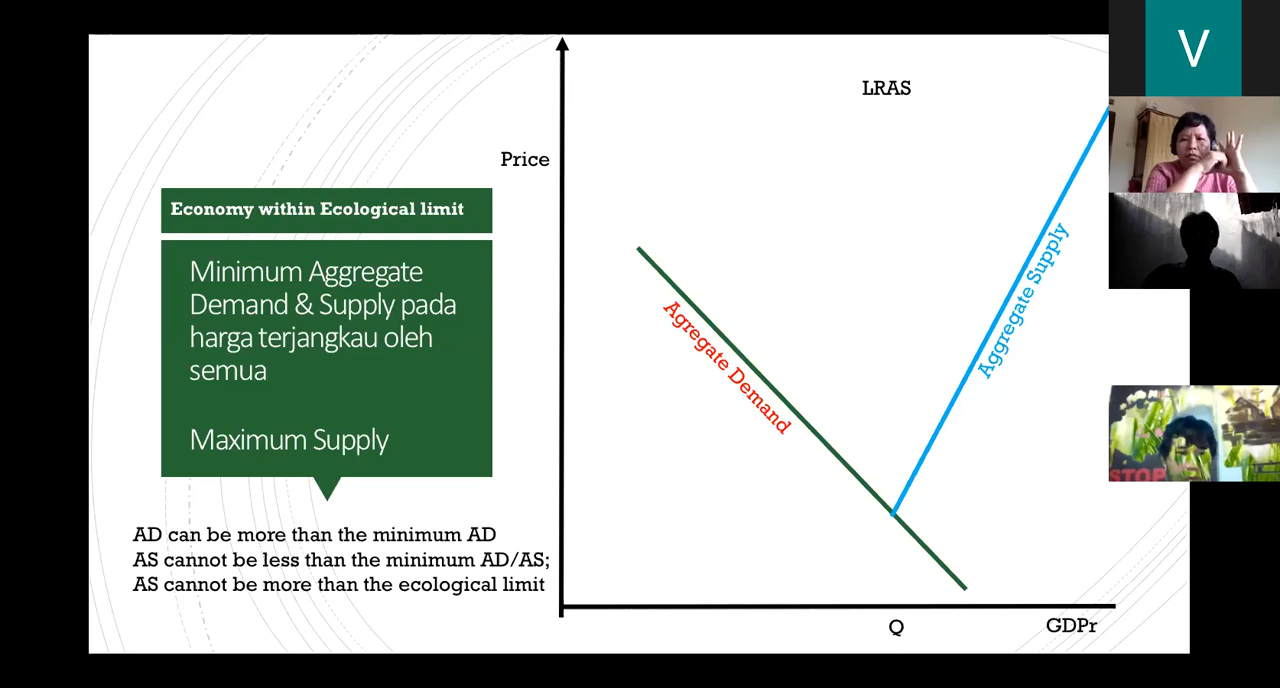 V
LRAS
Price
Economy within Ecological limit
Minimum Aggregate
Demand & Supply pada
harga terjangkau oleh
semua
Maximum Supply
Agregate Demand
Aggregate Supply
AD can be more than the minimum AD
AS cannot be less than the minimum AD/AS;
AS cannot be more than the ecological limit
Q
GDPr
STOP